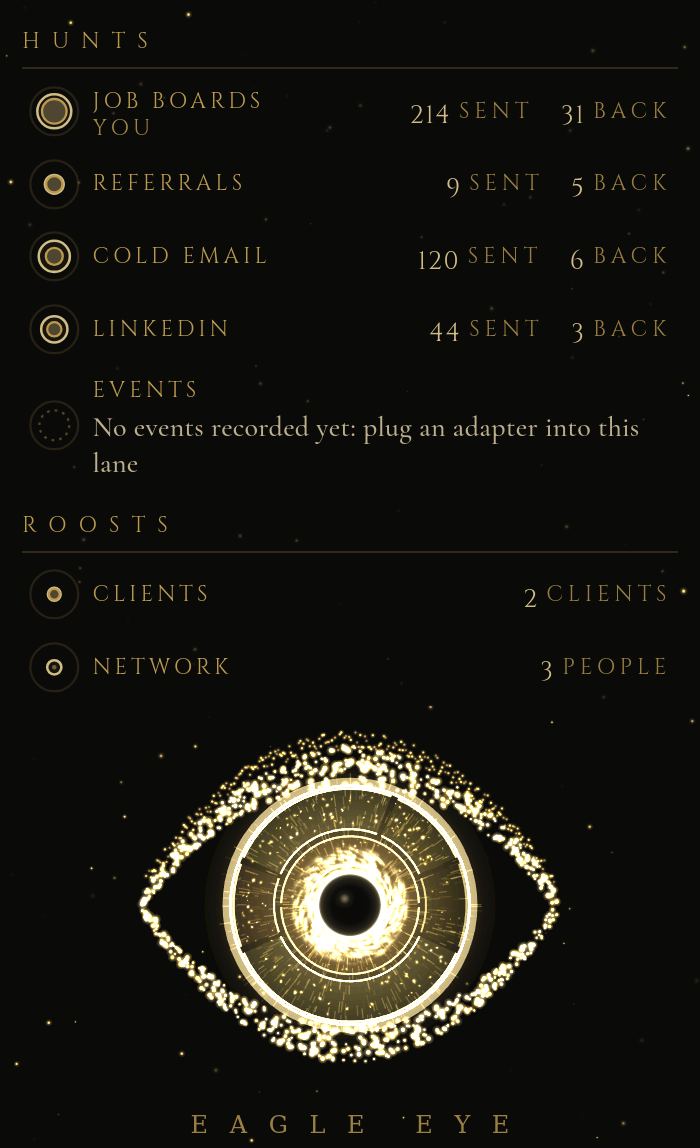 HUNTS
JOB BOARDS 214 SENT 31 BACK
YOU
REFERRALS 9 SENT 5 BACK
COLD EMAIL 120 SENT 6 BACK
LINKEDIN 44 SENT 3 BACK
EVENTS
No events recorded yet: plug an adapter into this
lane
ROOSTS
CLIENTS 2 CLIENTS
NETWORK 3 PEOPLE
EAGLE EYE